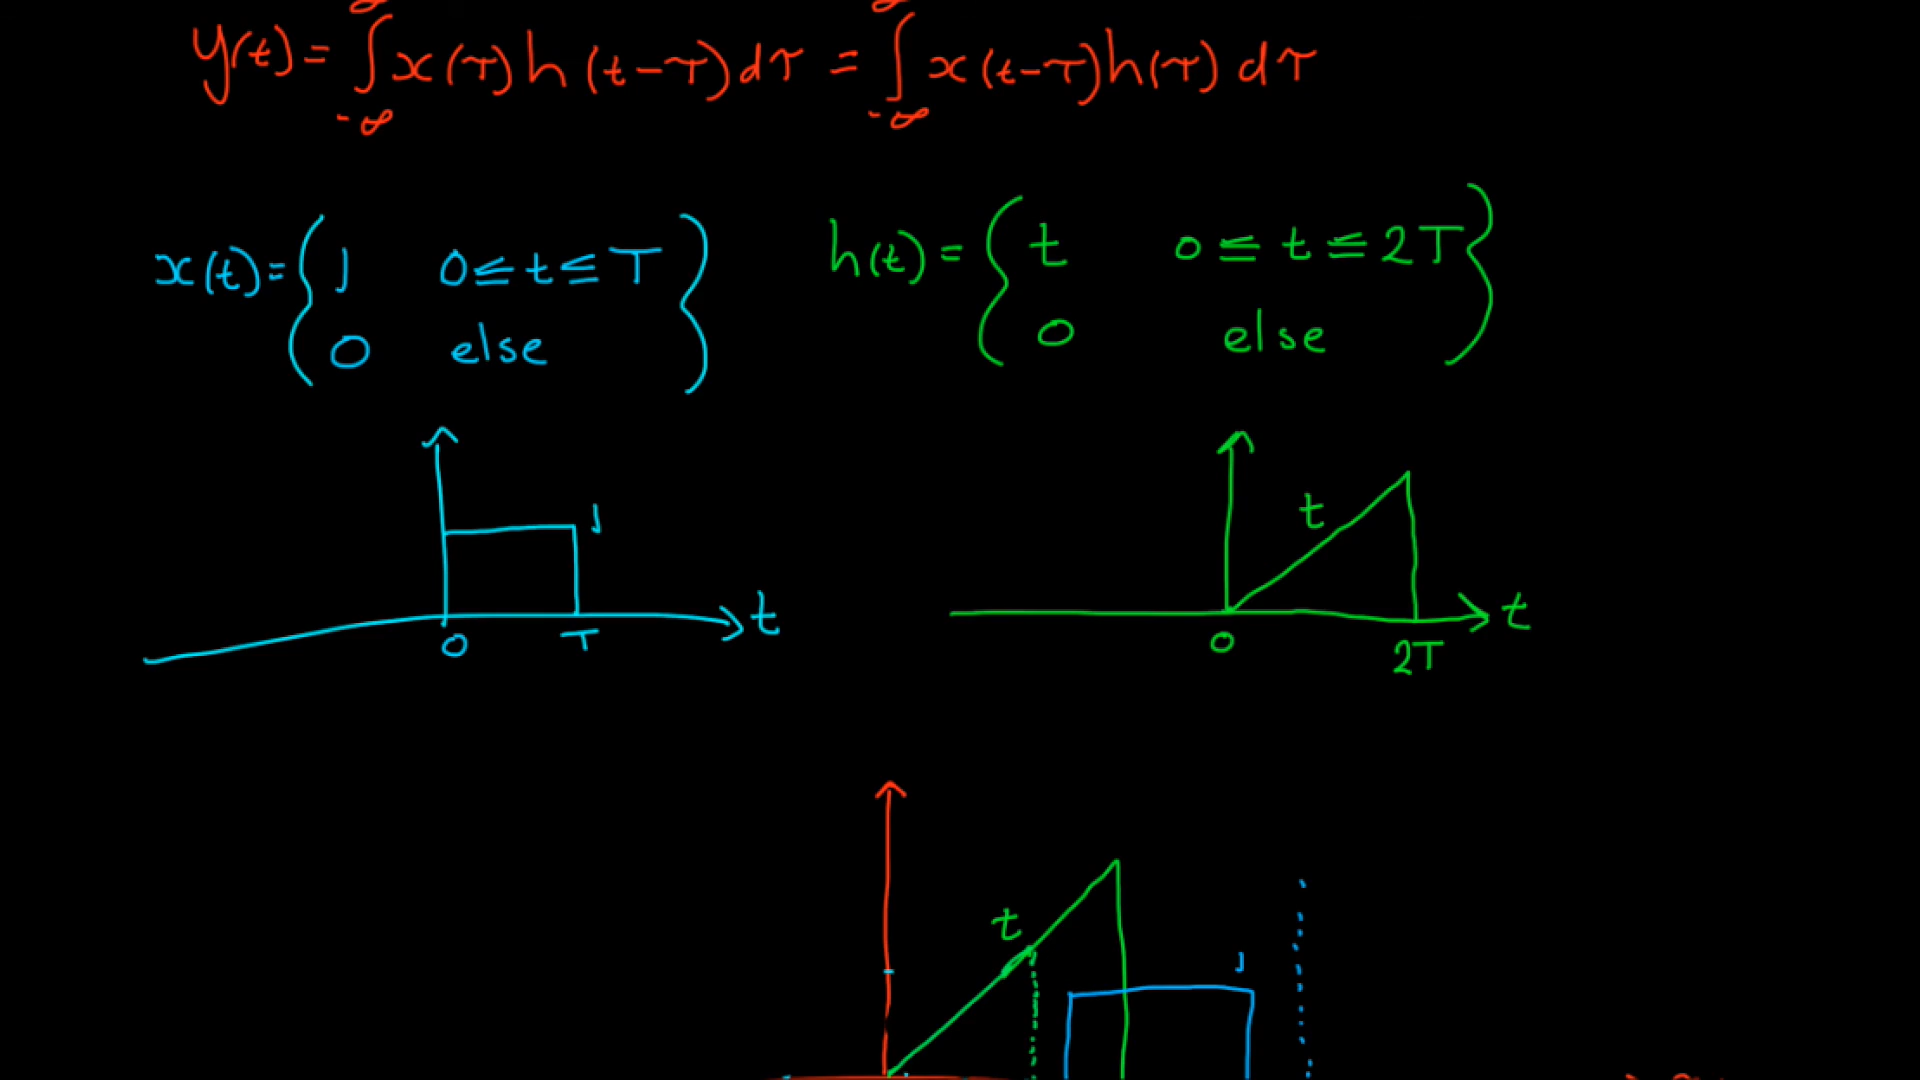 y(t) = ∫_{-∞}^{∞} x(τ) h(t-τ) dτ = ∫_{-∞}^{∞} x(t-τ) h(τ) dτ
x(t) = { 1 0 ≤ t ≤ T }
0 else
h(t) = { t 0 ≤ t ≤ 2T }
0 else
1
t
0 T
t
t
0
2T
t
1